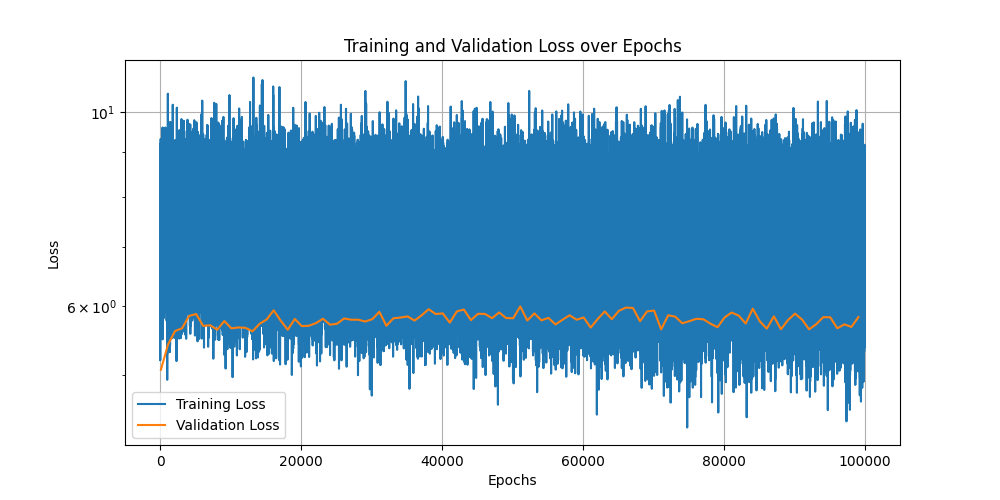 Training and Validation Loss over Epochs
Loss
10¹
6 × 10⁰
Training Loss
Validation Loss
0 20000 40000 60000 80000 100000
Epochs